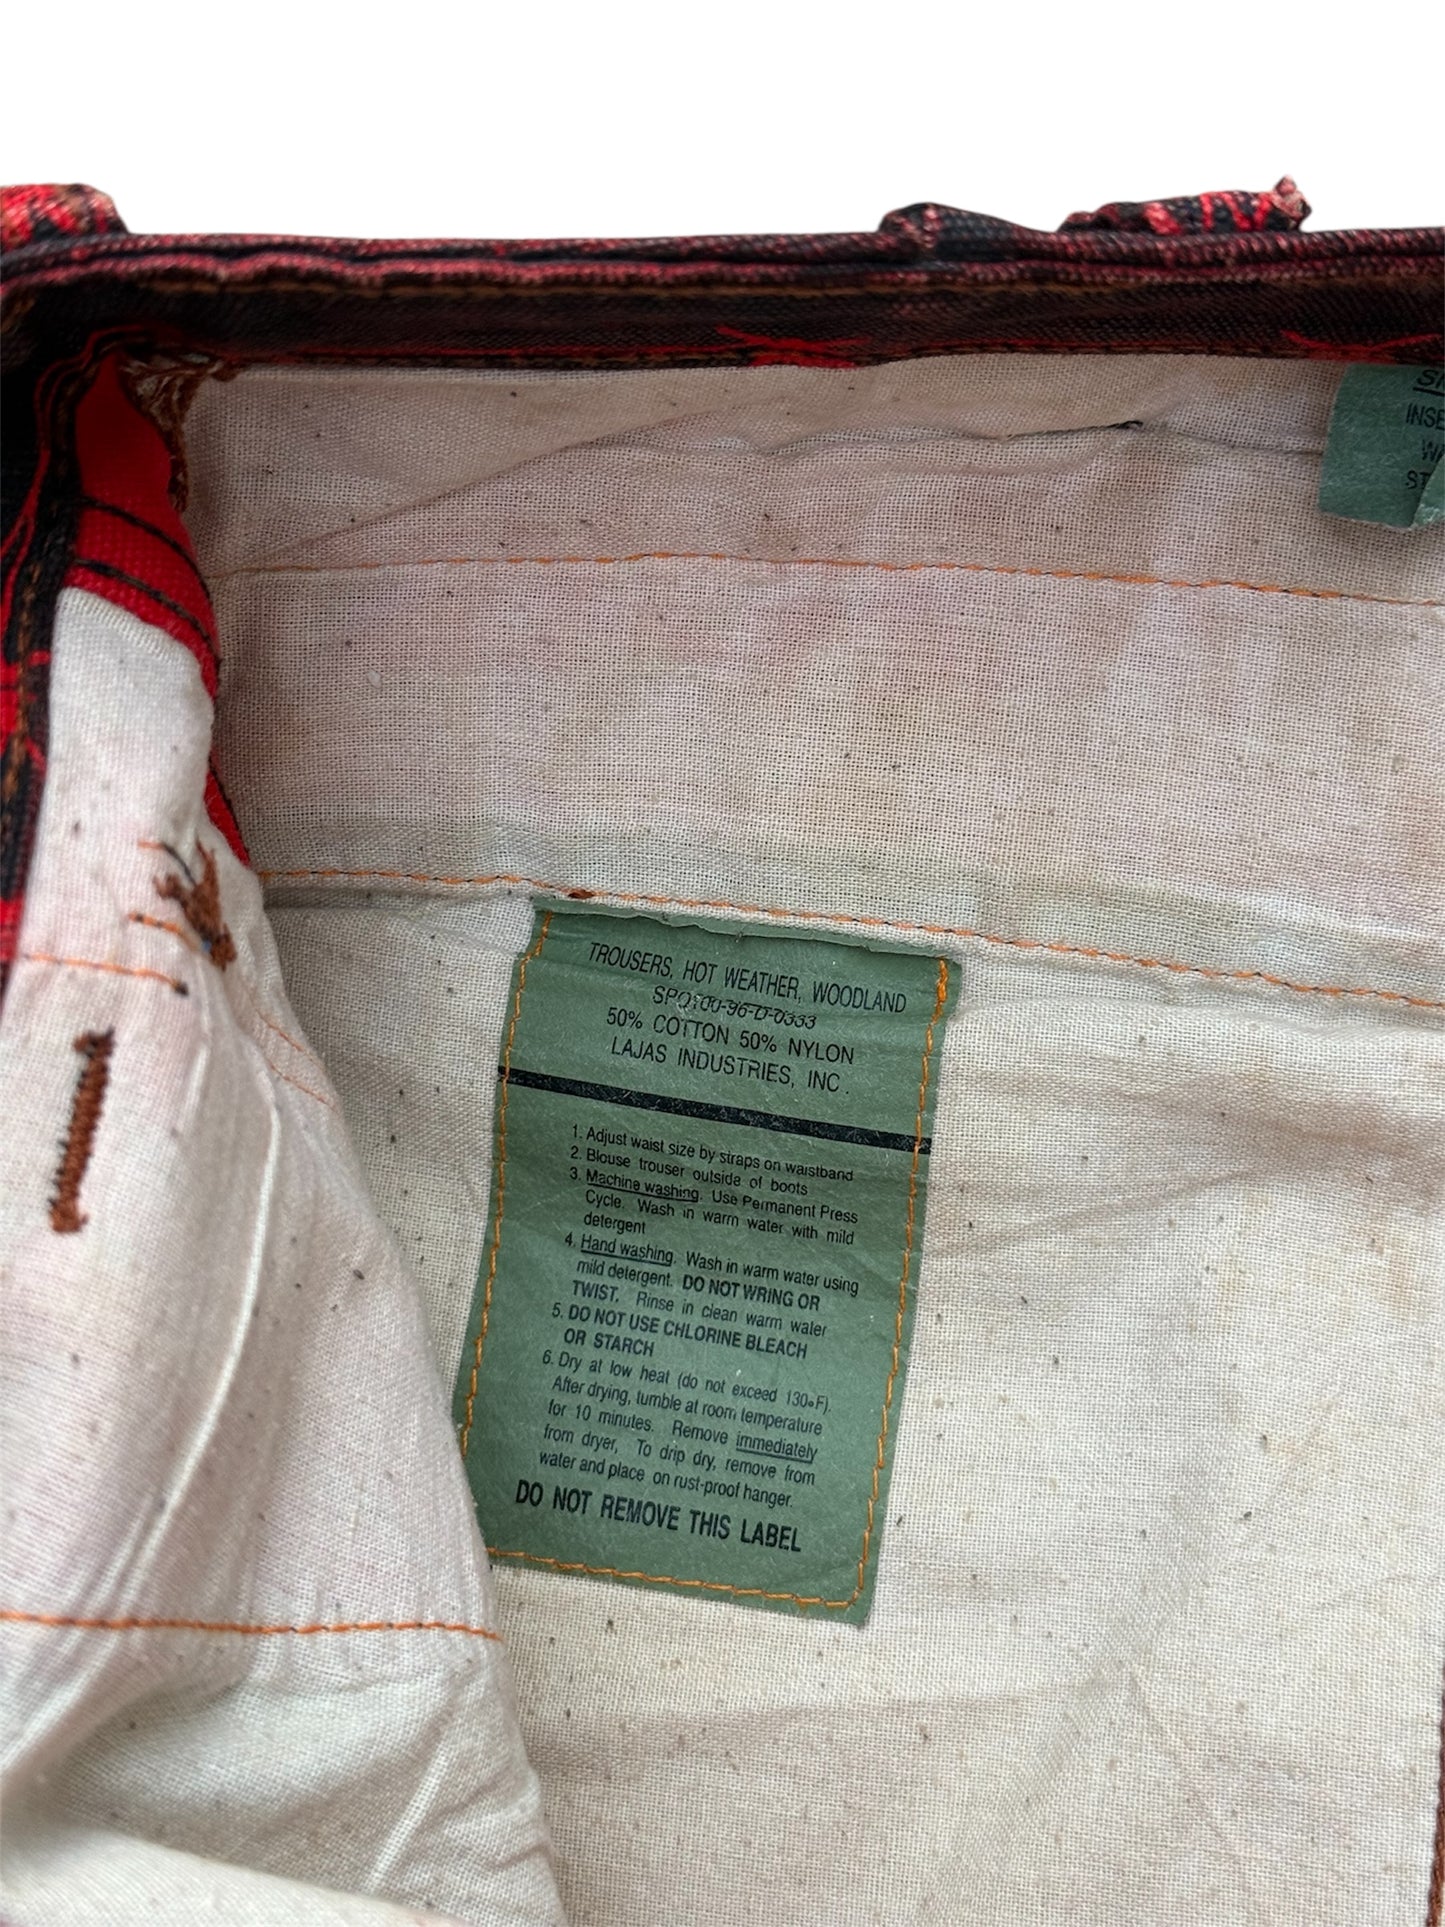 INSE
ST
TROUSERS, HOT WEATHER, WOODLAND
SPO100-96-D-0333
50% COTTON 50% NYLON
LAJAS INDUSTRIES, INC.
1. Adjust waist size by straps on waistband
2. Blouse trouser outside of boots
3. Machine washing. Use Permanent Press
Cycle. Wash in warm water with mild
detergent
4. Hand washing. Wash in warm water using
mild detergent. DO NOT WRING OR
TWIST. Rinse in clean warm water
5. DO NOT USE CHLORINE BLEACH
OR STARCH
6. Dry at low heat (do not exceed 130°F).
After drying, tumble at room temperature
for 10 minutes. Remove immediately
from dryer, To drip dry, remove from
water and place on rust-proof hanger.
DO NOT REMOVE THIS LABEL